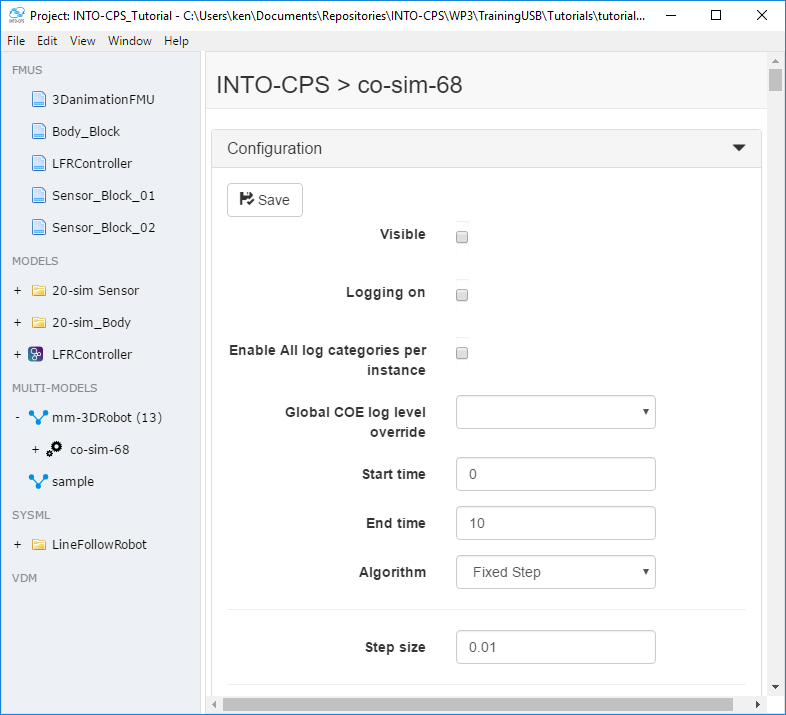 Project: INTO-CPS_Tutorial - C:\Users\ken\Documents\Repositories\INTO-CPS\WP3\TrainingUSB\Tutorials\tutorial...
File Edit View Window Help
FMUS
3DanimationFMU
Body_Block
LFRController
Sensor_Block_01
Sensor_Block_02
MODELS
+ 20-sim Sensor
+ 20-sim_Body
+ LFRController
MULTI-MODELS
- mm-3DRobot (13)
+ co-sim-68
sample
SYSML
+ LineFollowRobot
VDM
INTO-CPS > co-sim-68
Configuration
Save
Visible
Logging on
Enable All log categories per
instance
Global COE log level
override
Start time 0
End time 10
Algorithm Fixed Step
Step size 0.01